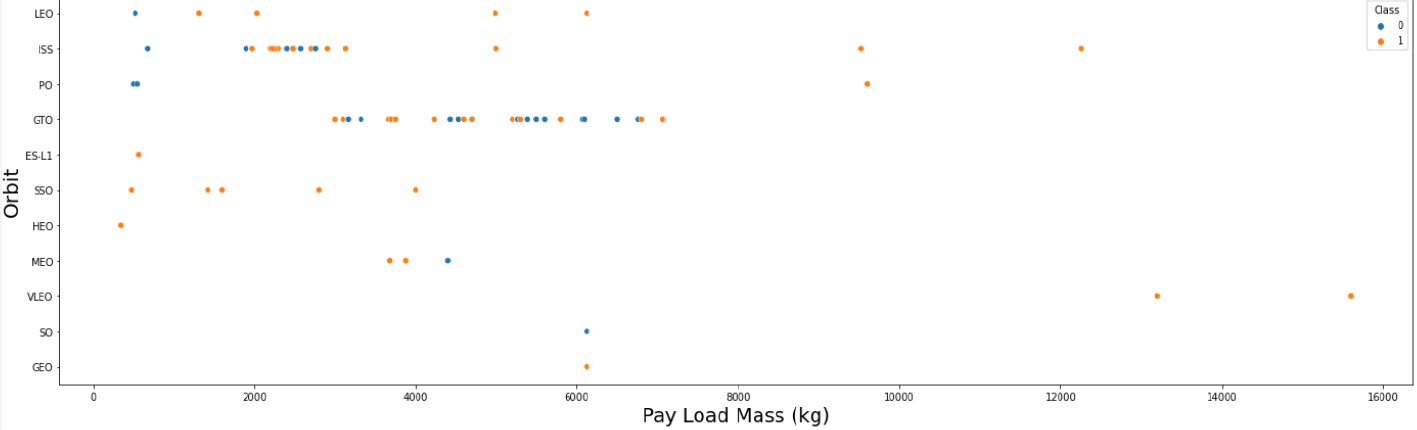 LEO
ISS
PO
GTO
ES-L1
SSO
HEO
MEO
VLEO
SO
GEO
Orbit
0 2000 4000 6000 8000 10000 12000 14000 16000
Pay Load Mass (kg)
Class
0
1